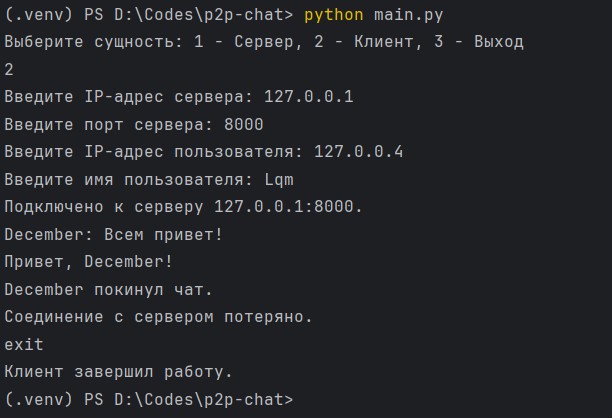 (.venv) PS D:\Codes\p2p-chat> python main.py
Выберите сущность: 1 - Сервер, 2 - Клиент, 3 - Выход
2
Введите IP-адрес сервера: 127.0.0.1
Введите порт сервера: 8000
Введите IP-адрес пользователя: 127.0.0.4
Введите имя пользователя: Lqm
Подключено к серверу 127.0.0.1:8000.
December: Всем привет!
Привет, December!
December покинул чат.
Соединение с сервером потеряно.
exit
Клиент завершил работу.
(.venv) PS D:\Codes\p2p-chat>